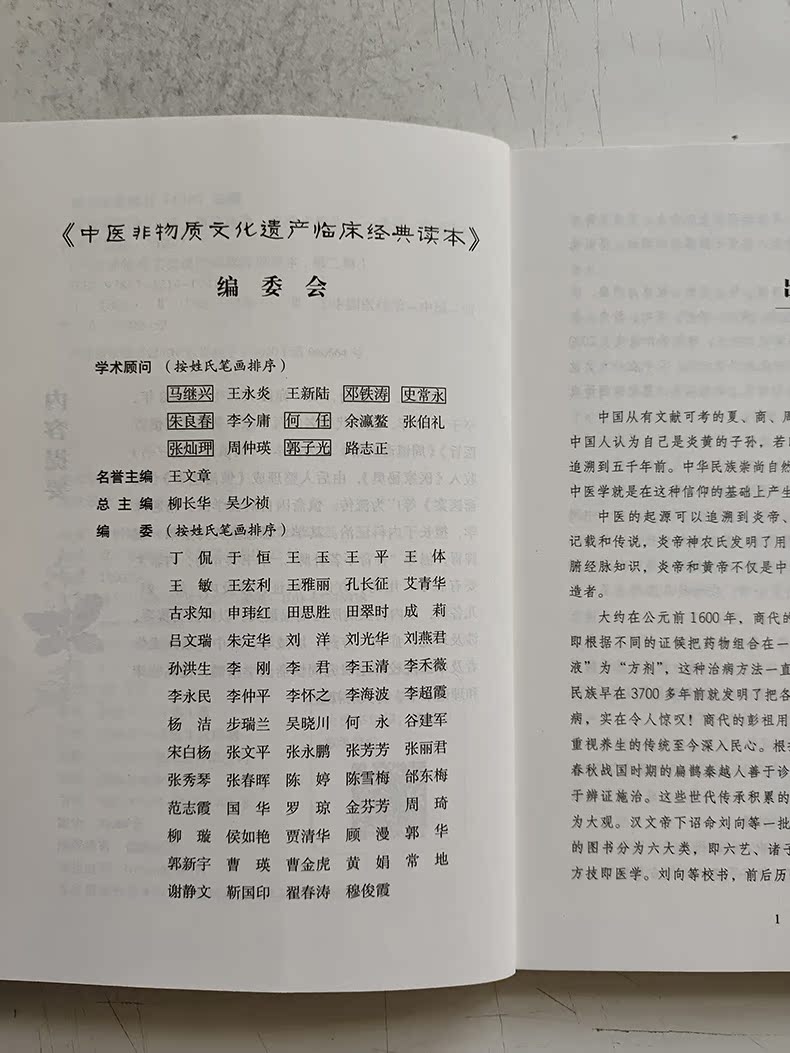 《中医非物质文化遗产临床经典读本》
编委会
学术顾问 （按姓氏笔画排序）
马继兴 王永炎 王新陆 邓铁涛 史常永
朱良春 李今庸 何 任 余瀛鳌 张伯礼
张灿玾 周仲瑛 郭子光 路志正
名誉主编 王文章
总 主 编 柳长华 吴少祯
编 委 （按姓氏笔画排序）
丁 侃 于 恒 王 玉 王 平 王 体
王 敏 王宏利 王雅丽 孔长征 艾青华
古求知 申玮红 田思胜 田翠时 成 莉
吕文瑞 朱定华 刘 洋 刘光华 刘燕君
孙洪生 李 刚 李 君 李玉清 李禾薇
李永民 李仲平 李怀之 李海波 李超霞
杨 洁 步瑞兰 吴晓川 何 永 谷建军
宋白杨 张文平 张永鹏 张芳芳 张丽君
张秀琴 张春晖 陈 婷 陈雪梅 邰东梅
范志霞 国 华 罗 琼 金芬芳 周 琦
柳 璇 侯如艳 贾清华 顾 漫 郭 华
郭新宇 曹 瑛 曹金虎 黄 娟 常 地
谢静文 靳国印 翟春涛 穆俊霞
中国从有文献可考的夏、商、周
中国人认为自己是炎黄的子孙，若
追溯到五千年前。中华民族崇尚自然
中医学就是在这种信仰的基础上产生
中医的起源可以追溯到炎帝、
记载和传说，炎帝神农氏发明了用
腑经脉知识，炎帝和黄帝不仅是中
造者。
大约在公元前1600年，商代的
即根据不同的证候把药物组合在一
液”为“方剂”，这种治病方法一直
民族早在3700多年前就发明了把各
病，实在令人惊叹！商代的彭祖用
重视养生的传统至今深入民心。根
春秋战国时期的扁鹊秦越人善于诊
于辨证施治。这些世代传承积累的
为大观。汉文帝下诏命刘向等一批
的图书分为六大类，即六艺、诸子
方技即医学。刘向等校书，前后历
1